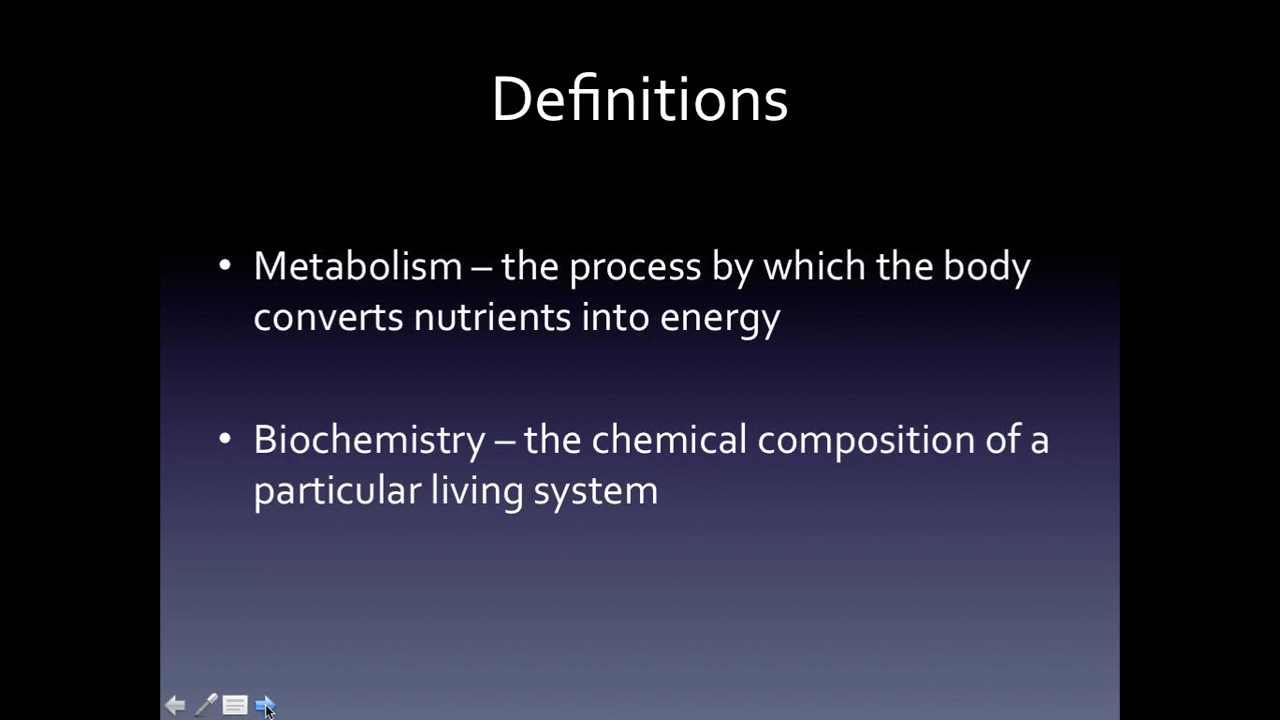 Definitions
• Metabolism – the process by which the body
converts nutrients into energy
• Biochemistry – the chemical composition of a
particular living system